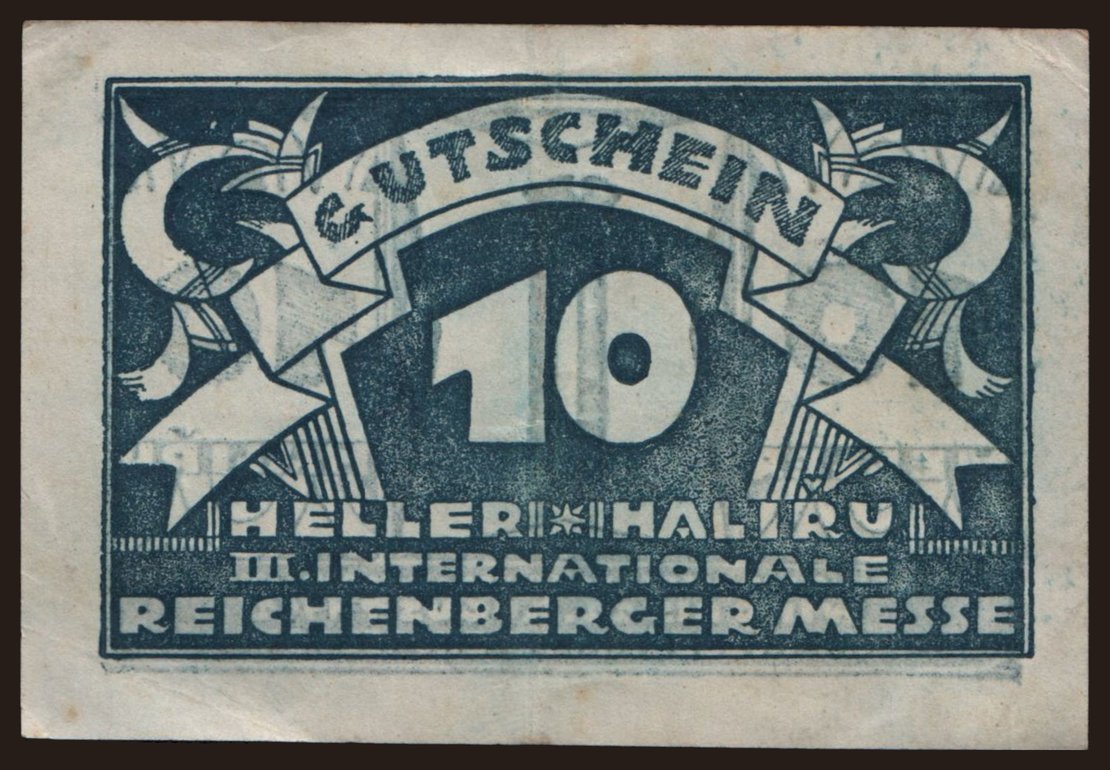 GUTSCHEIN
10
HELLER * HALIŘU
III. INTERNATIONALE
REICHENBERGER MESSE